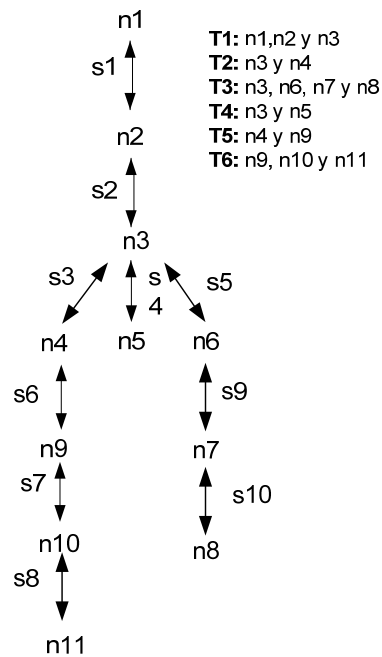 n1
T1: n1,n2 y n3
T2: n3 y n4
T3: n3, n6, n7 y n8
T4: n3 y n5
T5: n4 y n9
T6: n9, n10 y n11
s1
n2
s2
n3
s3
s
4
s5
n4
n5
n6
s6
s9
n9
n7
s7
s10
n10
n8
s8
n11